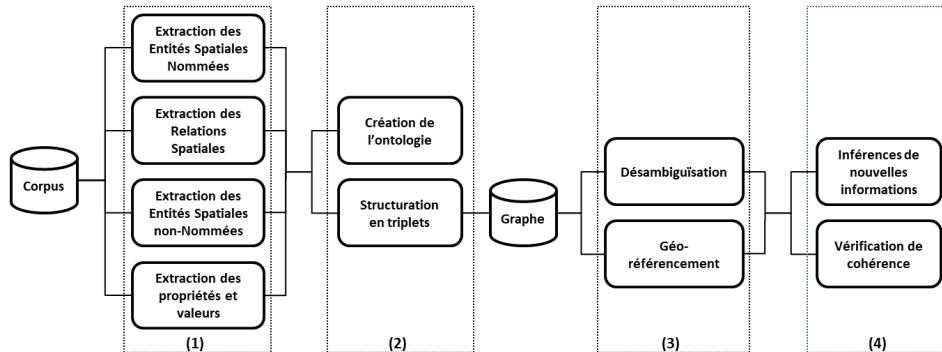 Corpus
Extraction des
Entités Spatiales
Nommées
Extraction des
Relations
Spatiales
Extraction des
Entités Spatiales
non-Nommées
Extraction des
propriétés et
valeurs
(1)
Création de
l'ontologie
Structuration
en triplets
(2)
Graphe
Désambiguïsation
Géo-
référencement
(3)
Inférences de
nouvelles
informations
Vérification de
cohérence
(4)